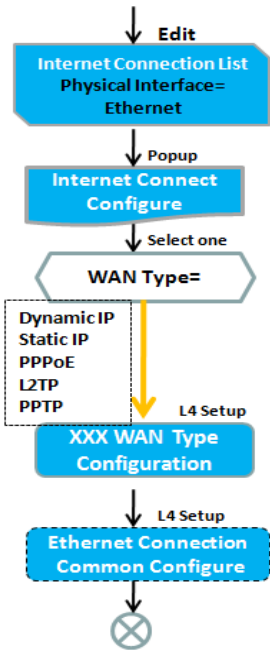 Edit
Internet Connection List
Physical Interface=
Ethernet
Popup
Internet Connect
Configure
Select one
WAN Type=
Dynamic IP
Static IP
PPPoE
L2TP
PPTP
L4 Setup
XXX WAN Type
Configuration
L4 Setup
Ethernet Connection
Common Configure